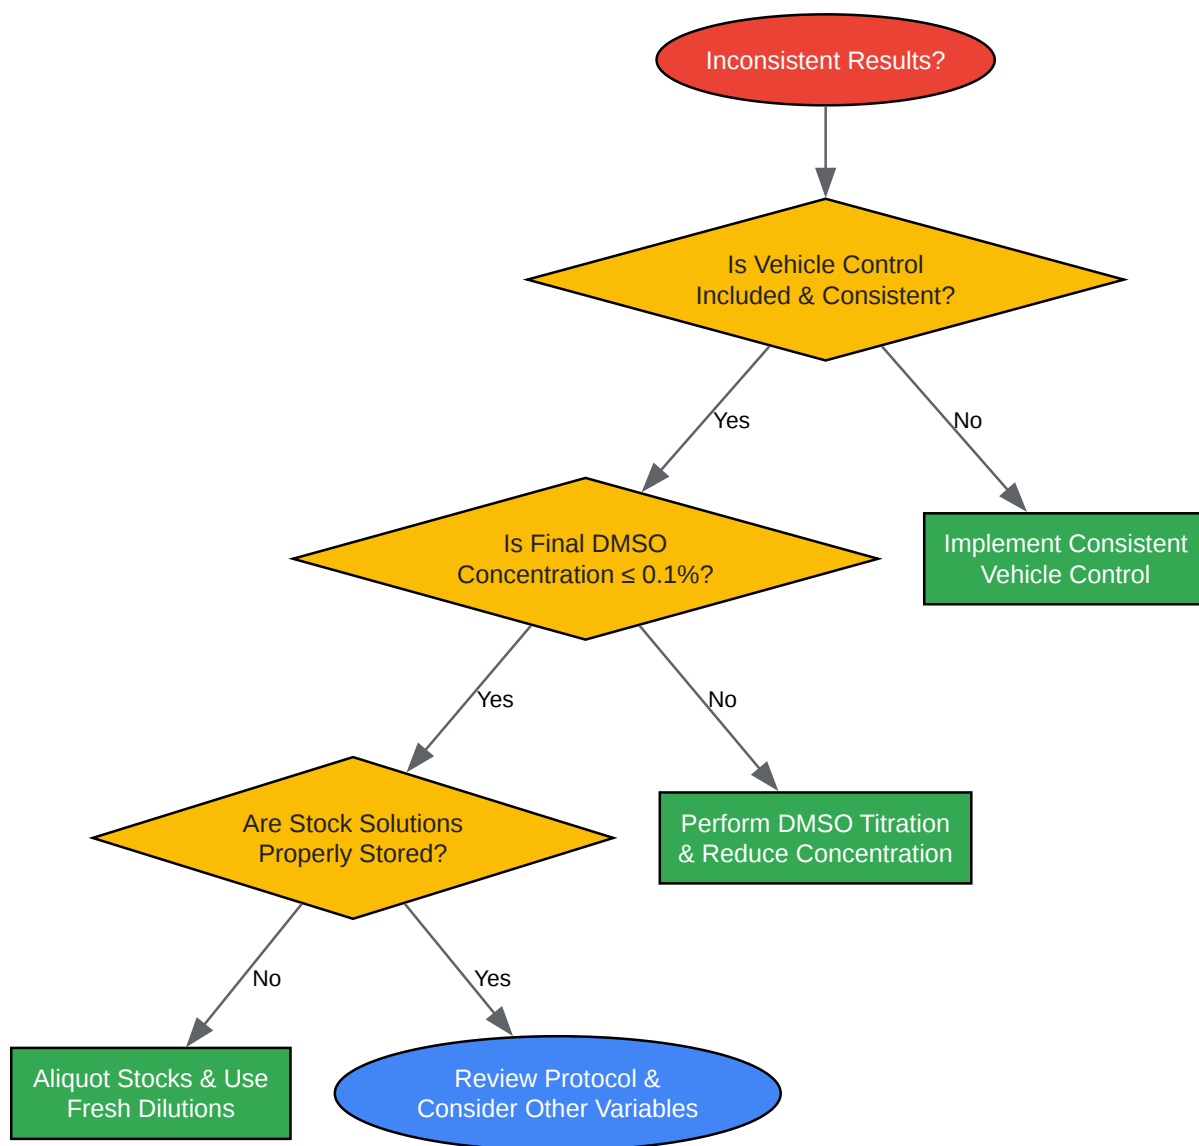 Inconsistent Results?
Is Vehicle Control
Included & Consistent?
Yes
No
Is Final DMSO
Concentration ≤ 0.1%?
Implement Consistent
Vehicle Control
Yes
No
Are Stock Solutions
Properly Stored?
Perform DMSO Titration
& Reduce Concentration
No
Yes
Aliquot Stocks & Use
Fresh Dilutions
Review Protocol &
Consider Other Variables